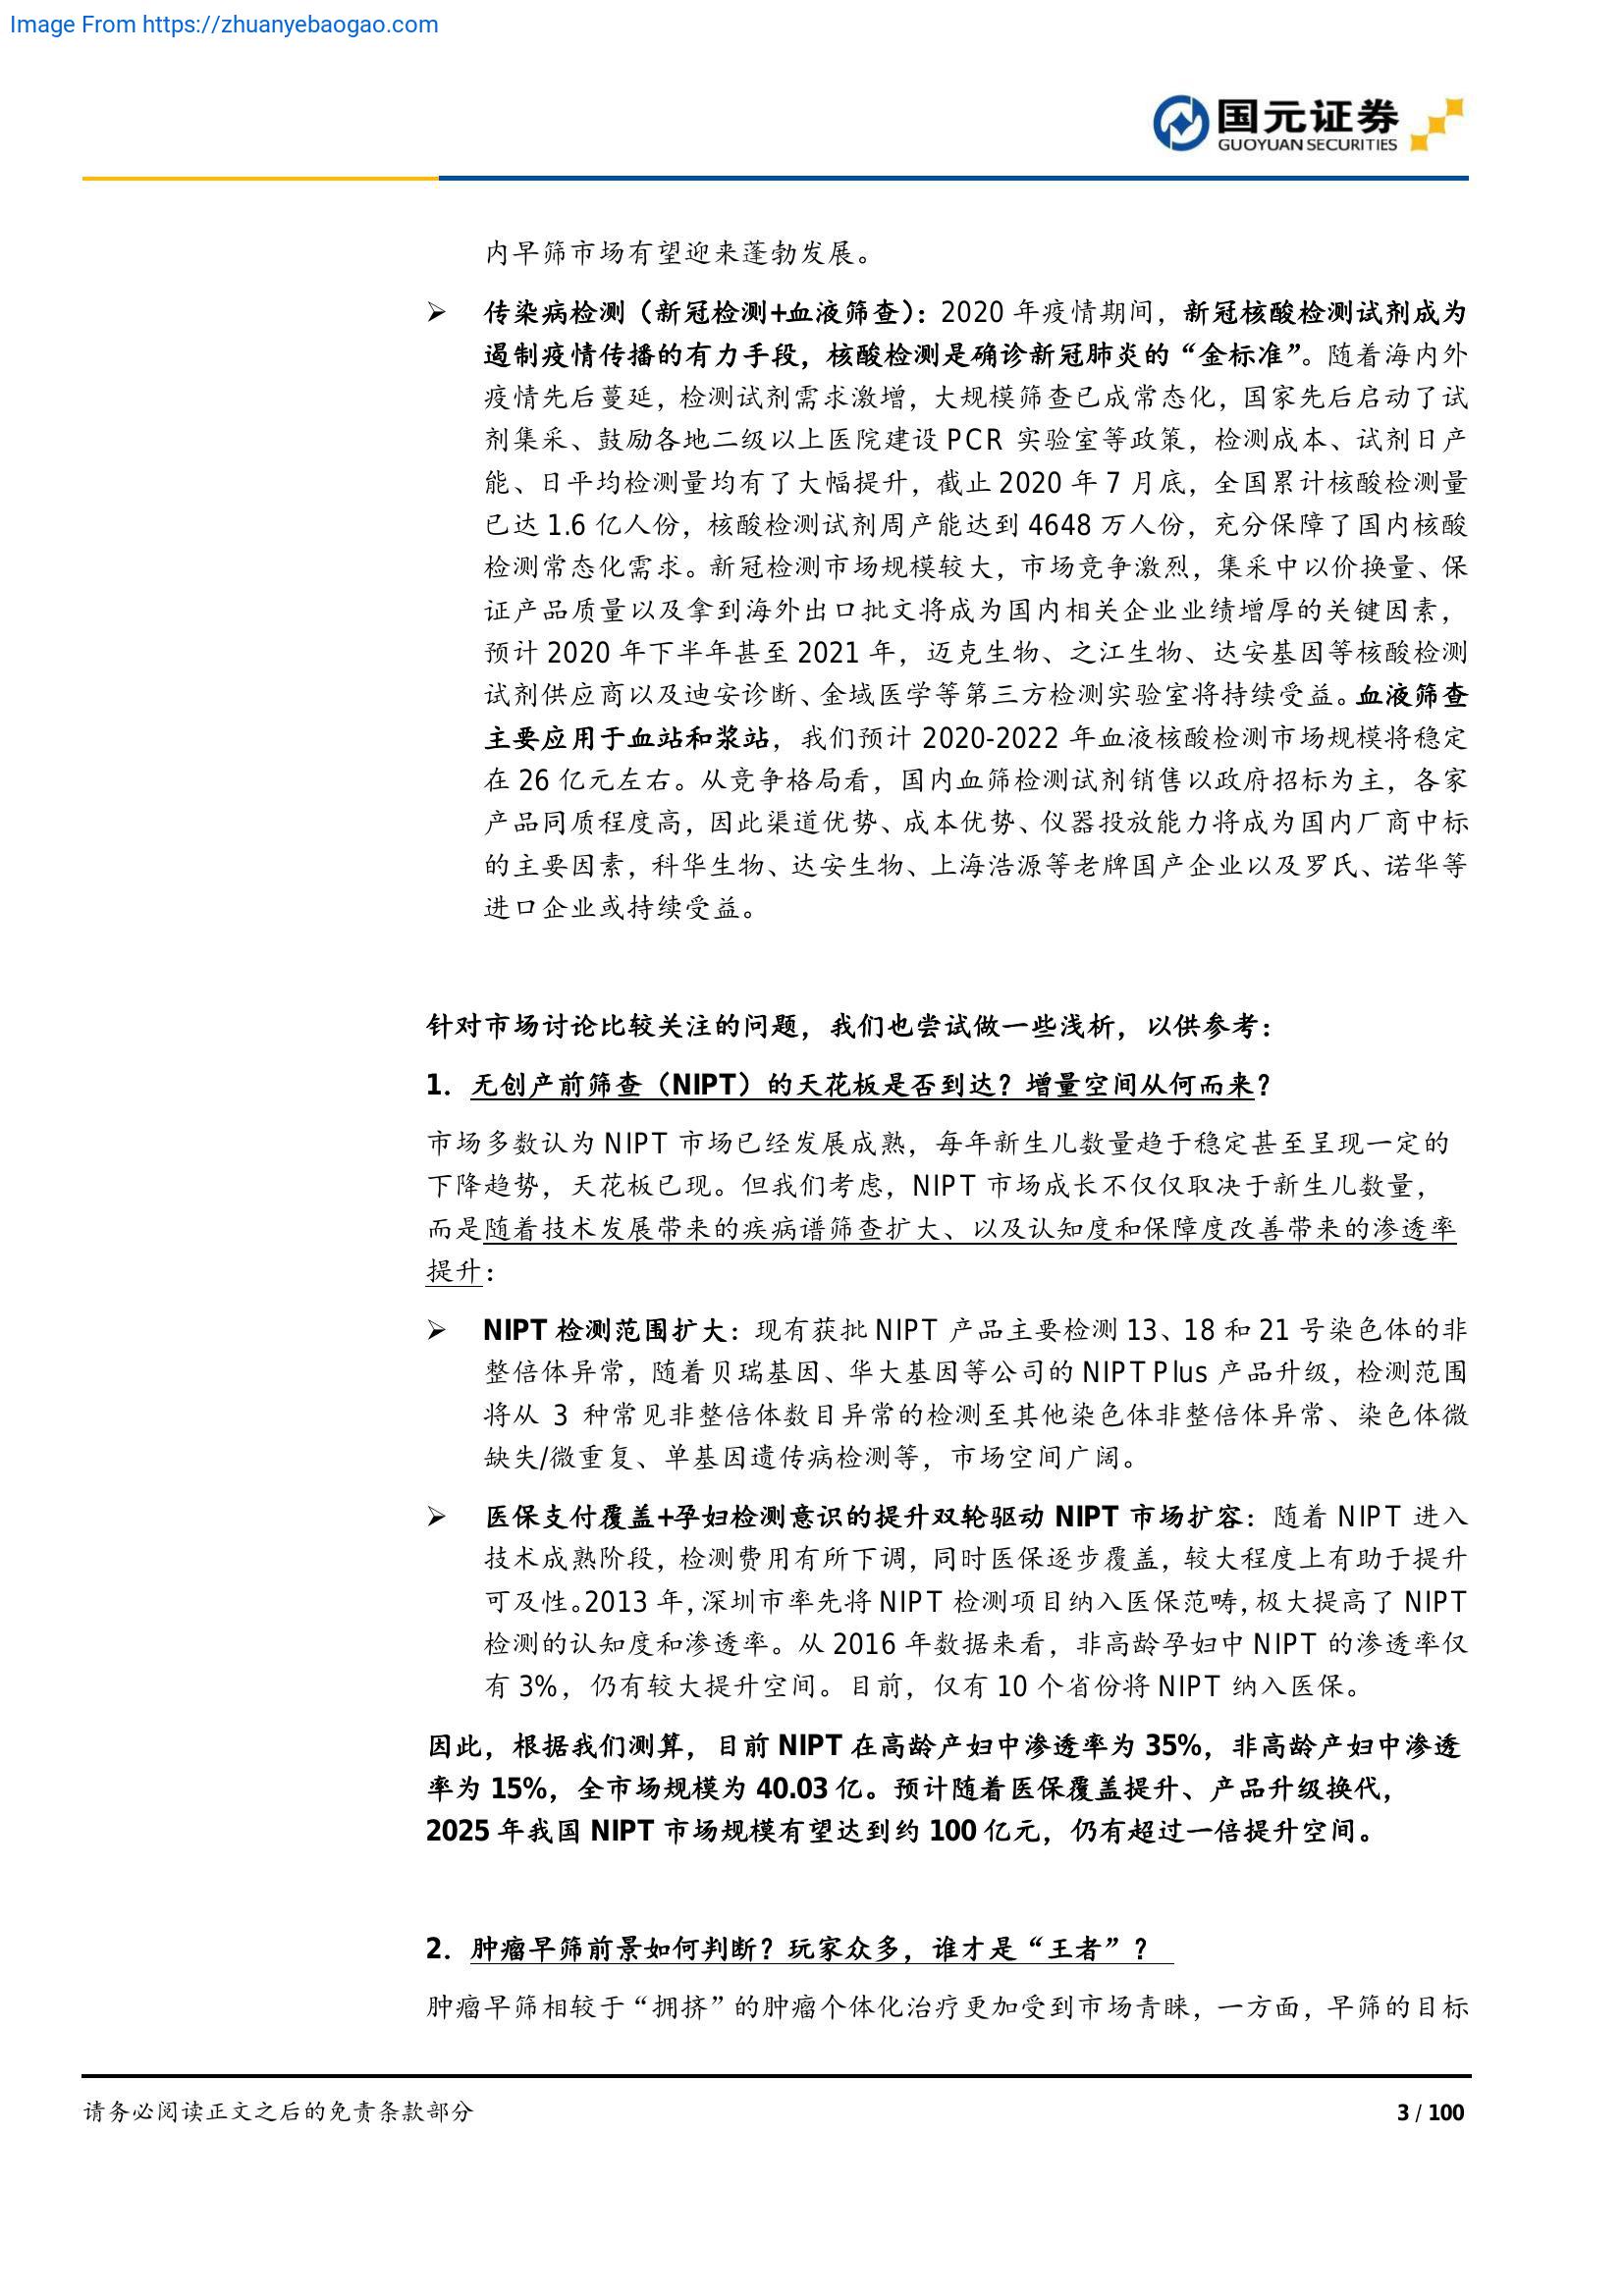 Image From https://zhuanyebaogao.com
国元证券
GUOYUAN SECURITIES
内早筛市场有望迎来蓬勃发展。
➢ 传染病检测（新冠检测+血液筛查）：2020 年疫情期间，新冠核酸检测试剂成为
遏制疫情传播的有力手段，核酸检测是确诊新冠肺炎的“金标准”。随着海内外
疫情先后蔓延，检测试剂需求激增，大规模筛查已成常态化，国家先后启动了试
剂集采、鼓励各地二级以上医院建设 PCR 实验室等政策，检测成本、试剂日产
能、日平均检测量均有了大幅提升，截止 2020 年 7 月底，全国累计核酸检测量
已达 1.6 亿人份，核酸检测试剂周产能达到 4648 万人份，充分保障了国内核酸
检测常态化需求。新冠检测市场规模较大，市场竞争激烈，集采中以价换量、保
证产品质量以及拿到海外出口批文将成为国内相关企业业绩增厚的关键因素，
预计 2020 年下半年甚至 2021 年，迈克生物、之江生物、达安基因等核酸检测
试剂供应商以及迪安诊断、金域医学等第三方检测实验室将持续受益。血液筛查
主要应用于血站和浆站，我们预计 2020-2022 年血液核酸检测市场规模将稳定
在 26 亿元左右。从竞争格局看，国内血筛检测试剂销售以政府招标为主，各家
产品同质程度高，因此渠道优势、成本优势、仪器投放能力将成为国内厂商中标
的主要因素，科华生物、达安生物、上海浩源等老牌国产企业以及罗氏、诺华等
进口企业或持续受益。
针对市场讨论比较关注的问题，我们也尝试做一些浅析，以供参考：
1. 无创产前筛查（NIPT）的天花板是否到达？增量空间从何而来？
市场多数认为 NIPT 市场已经发展成熟，每年新生儿数量趋于稳定甚至呈现一定的
下降趋势，天花板已现。但我们考虑，NIPT 市场成长不仅仅取决于新生儿数量，
而是随着技术发展带来的疾病谱筛查扩大、以及认知度和保障度改善带来的渗透率
提升：
➢ NIPT 检测范围扩大：现有获批 NIPT 产品主要检测 13、18 和 21 号染色体的非
整倍体异常，随着贝瑞基因、华大基因等公司的 NIPT Plus 产品升级，检测范围
将从 3 种常见非整倍体数目异常的检测至其他染色体非整倍体异常、染色体微
缺失/微重复、单基因遗传病检测等，市场空间广阔。
➢ 医保支付覆盖+孕妇检测意识的提升双轮驱动 NIPT 市场扩容：随着 NIPT 进入
技术成熟阶段，检测费用有所下调，同时医保逐步覆盖，较大程度上有助于提升
可及性。2013 年，深圳市率先将 NIPT 检测项目纳入医保范畴，极大提高了 NIPT
检测的认知度和渗透率。从 2016 年数据来看，非高龄孕妇中 NIPT 的渗透率仅
有 3%，仍有较大提升空间。目前，仅有 10 个省份将 NIPT 纳入医保。
因此，根据我们测算，目前 NIPT 在高龄产妇中渗透率为 35%，非高龄产妇中渗透
率为 15%，全市场规模为 40.03 亿。预计随着医保覆盖提升、产品升级换代，
2025 年我国 NIPT 市场规模有望达到约 100 亿元，仍有超过一倍提升空间。
2. 肿瘤早筛前景如何判断？玩家众多，谁才是“王者”？
肿瘤早筛相较于“拥挤”的肿瘤个体化治疗更加受到市场青睐，一方面，早筛的目标
请务必阅读正文之后的免责条款部分
3 / 100